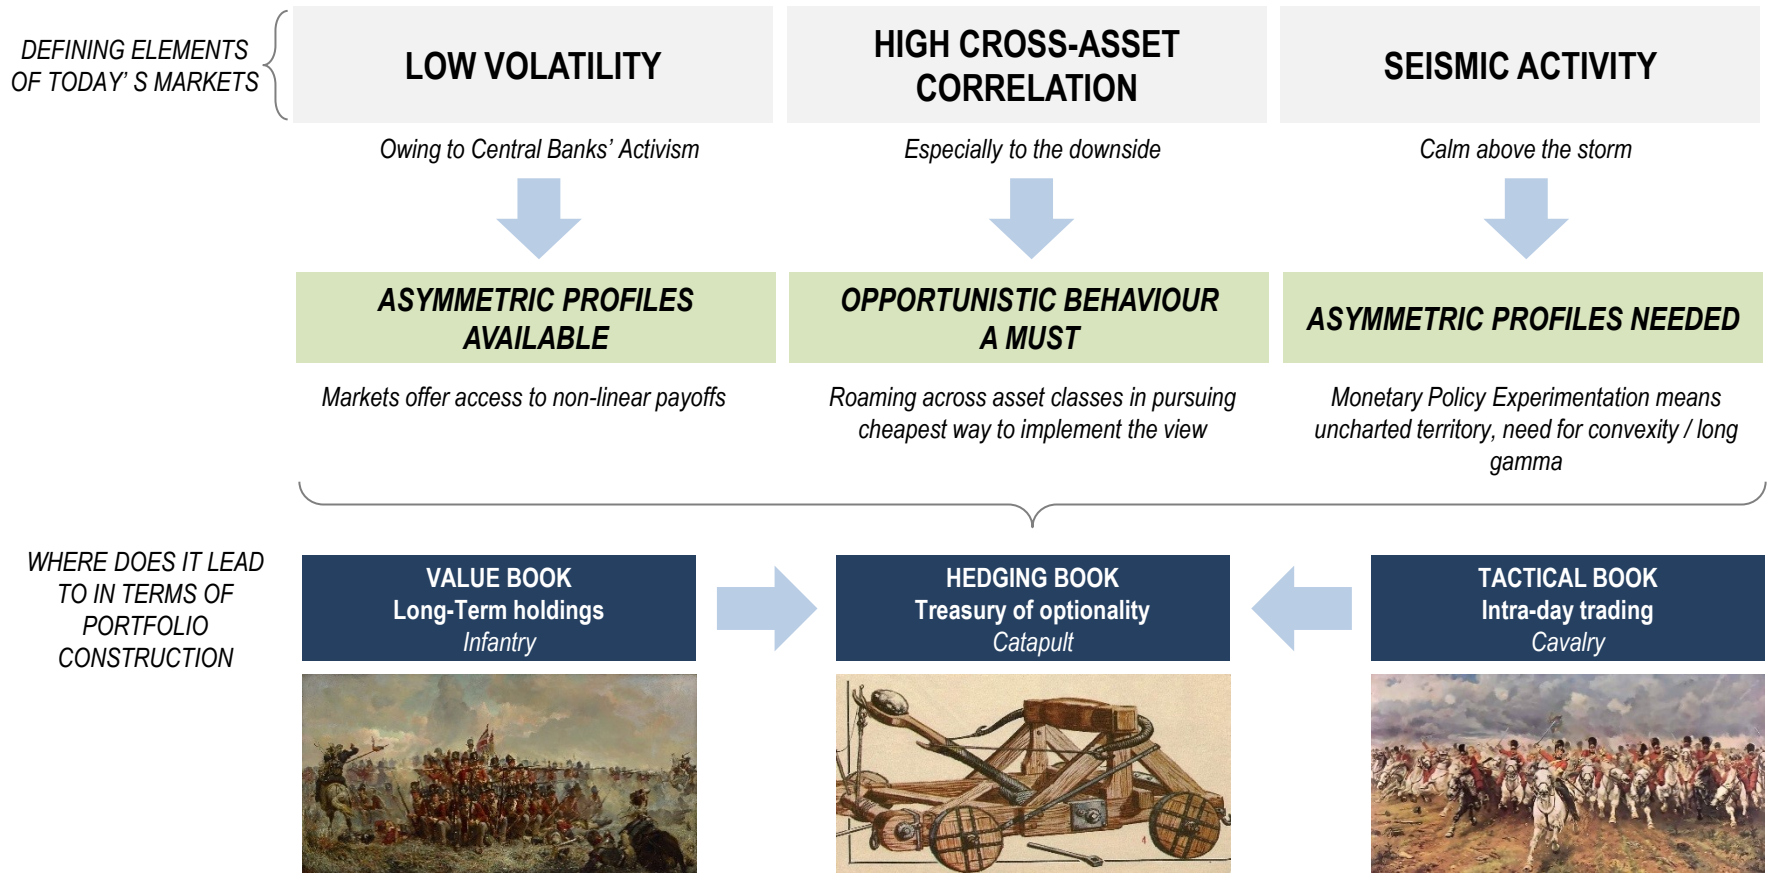 DEFINING ELEMENTS
OF TODAY' S MARKETS
LOW VOLATILITY
HIGH CROSS-ASSET
CORRELATION
SEISMIC ACTIVITY
Owing to Central Banks' Activism
Especially to the downside
Calm above the storm
ASYMMETRIC PROFILES
AVAILABLE
OPPORTUNISTIC BEHAVIOUR
A MUST
ASYMMETRIC PROFILES NEEDED
Markets offer access to non-linear payoffs
Roaming across asset classes in pursuing
cheapest way to implement the view
Monetary Policy Experimentation means
uncharted territory, need for convexity / long
gamma
WHERE DOES IT LEAD
TO IN TERMS OF
PORTFOLIO
CONSTRUCTION
VALUE BOOK
Long-Term holdings
Infantry
HEDGING BOOK
Treasury of optionality
Catapult
TACTICAL BOOK
Intra-day trading
Cavalry